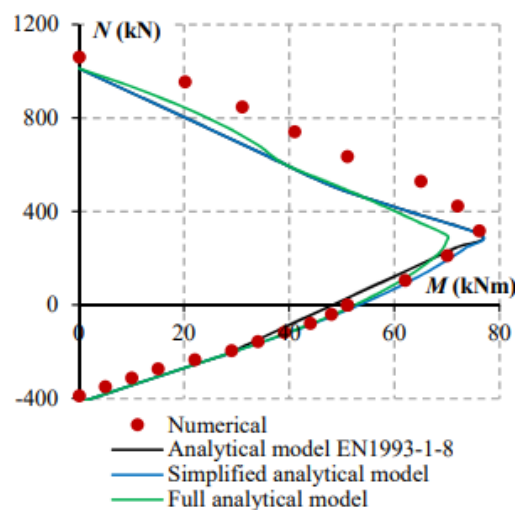 1200
N (kN)
800
400
M (kNm)
0
0 20 40 60 80
-400
Numerical
Analytical model EN1993-1-8
Simplified analytical model
Full analytical model